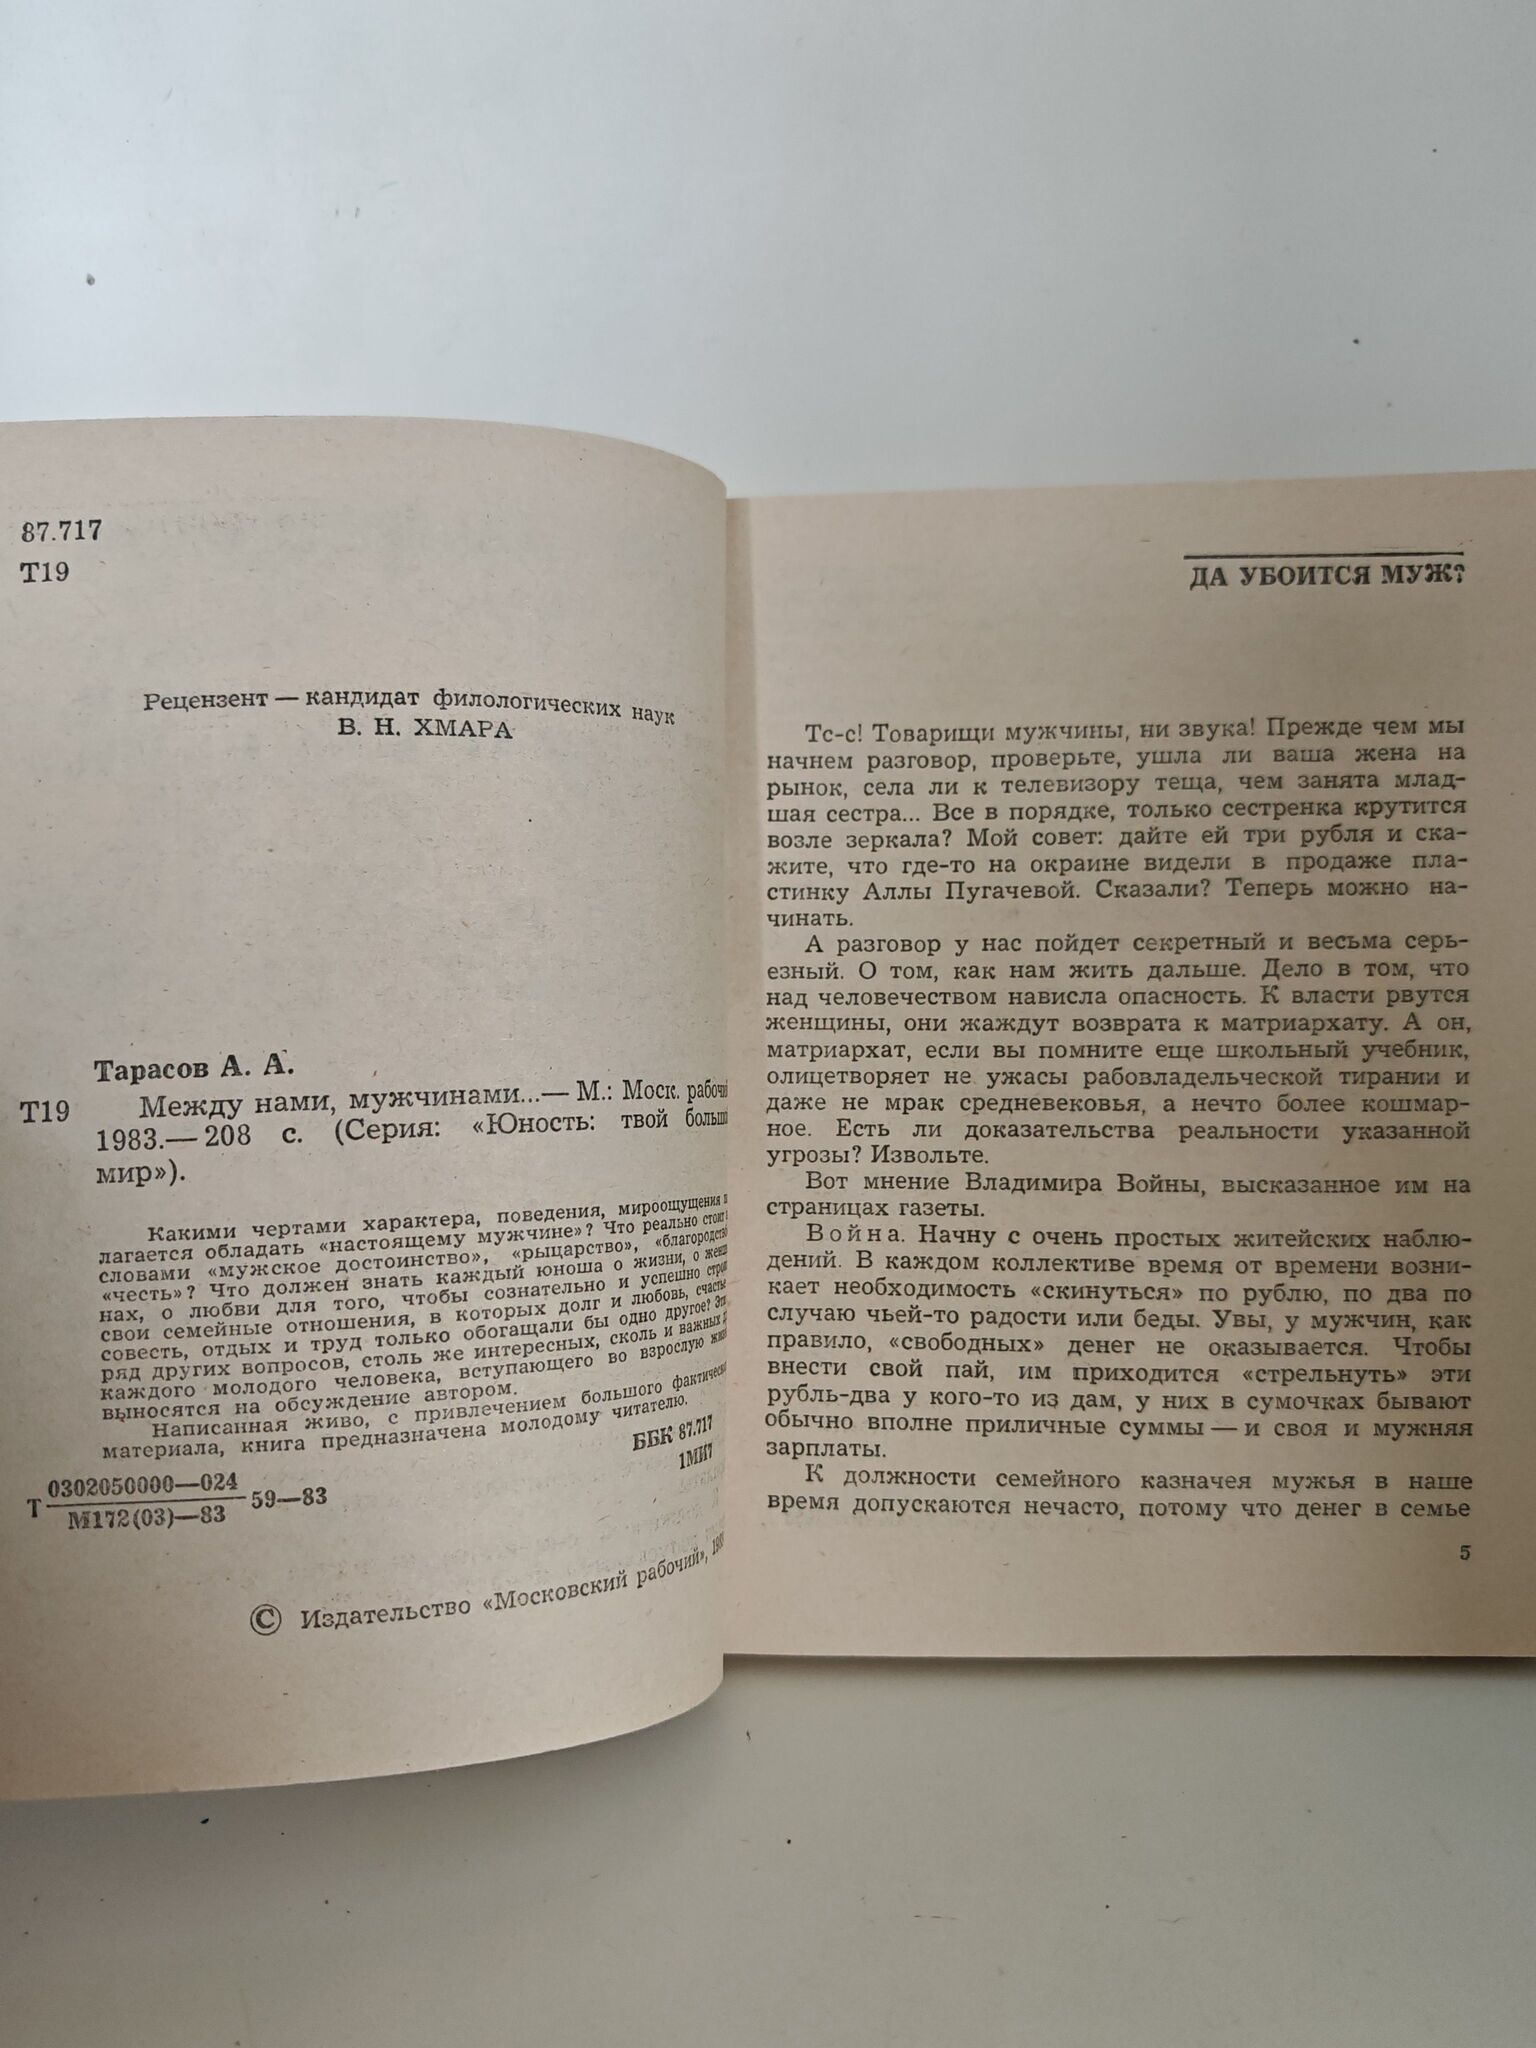 87.717
Т19
Рецензент — кандидат филологических наук
В. Н. ХМАРА
Тарасов А. А.
Т19 Между нами, мужчинами...— М.: Моск. рабочи
1983.— 208 с. (Серия: «Юность: твой больш
мир»).
Какими чертами характера, поведения, мироощущения п
лагается обладать «настоящему мужчине»? Что реально стоит
словами «мужское достоинство», «рыцарство», «благородство
«честь»? Что должен знать каждый юноша о жизни, о женщ
нах, о любви для того, чтобы сознательно и успешно строи
свои семейные отношения, в которых долг и любовь, счастье
совесть, отдых и труд только обогащали бы одно другое? Эти
ряд других вопросов, столь же интересных, сколь и важных д
каждого молодого человека, вступающего во взрослую жизн
выносятся на обсуждение автором.
Написанная живо, с привлечением большого фактическ
материала, книга предназначена молодому читателю.
ББК 87.717
1МИ7
Т 0302050000—024
М172(03)—83 59—83
© Издательство «Московский рабочий», 198
ДА УБОИТСЯ МУЖ?
Тс-с! Товарищи мужчины, ни звука! Прежде чем мы
начнем разговор, проверьте, ушла ли ваша жена на
рынок, села ли к телевизору теща, чем занята млад-
шая сестра... Все в порядке, только сестренка крутится
возле зеркала? Мой совет: дайте ей три рубля и ска-
жите, что где-то на окраине видели в продаже пла-
стинку Аллы Пугачевой. Сказали? Теперь можно на-
чинать.
А разговор у нас пойдет секретный и весьма серь-
езный. О том, как нам жить дальше. Дело в том, что
над человечеством нависла опасность. К власти рвутся
женщины, они жаждут возврата к матриархату. А он,
матриархат, если вы помните еще школьный учебник,
олицетворяет не ужасы рабовладельческой тирании и
даже не мрак средневековья, а нечто более кошмар-
ное. Есть ли доказательства реальности указанной
угрозы? Извольте.
Вот мнение Владимира Войны, высказанное им на
страницах газеты.
Война. Начну с очень простых житейских наблю-
дений. В каждом коллективе время от времени возни-
кает необходимость «скинуться» по рублю, по два по
случаю чьей-то радости или беды. Увы, у мужчин, как
правило, «свободных» денег не оказывается. Чтобы
внести свой пай, им приходится «стрельнуть» эти
рубль-два у кого-то из дам, у них в сумочках бывают
обычно вполне приличные суммы — и своя и мужняя
зарплаты.
К должности семейного казначея мужья в наше
время допускаются нечасто, потому что денег в семье
5